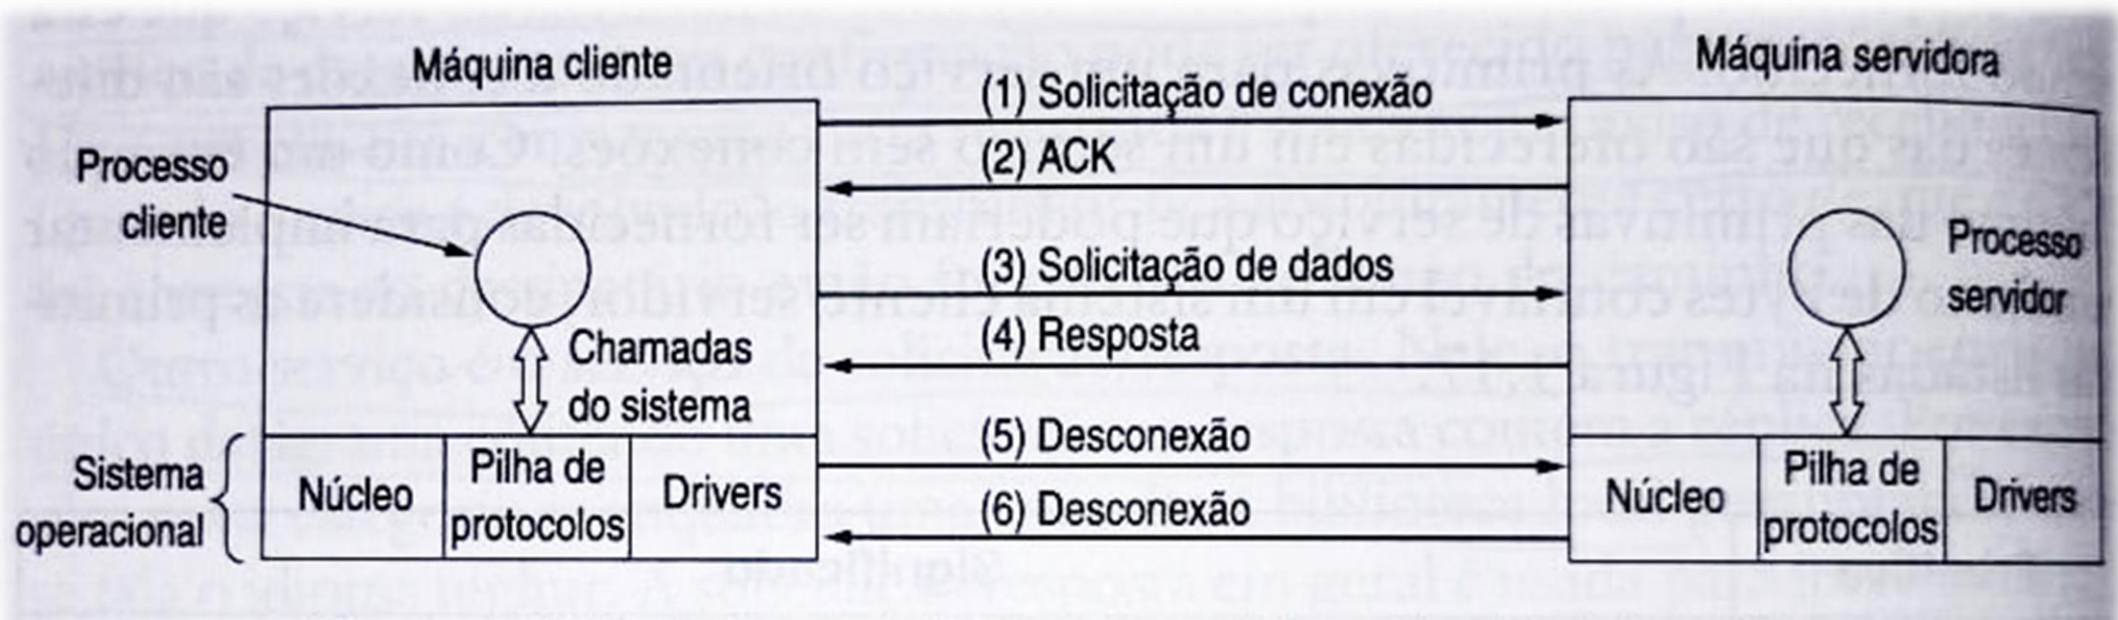 Máquina cliente
Máquina servidora
Processo
cliente
(1) Solicitação de conexão
(2) ACK
(3) Solicitação de dados
(4) Resposta
(5) Desconexão
(6) Desconexão
Processo
servidor
Chamadas
do sistema
Sistema
operacional
Núcleo
Pilha de
protocolos
Drivers
Núcleo
Pilha de
protocolos
Drivers